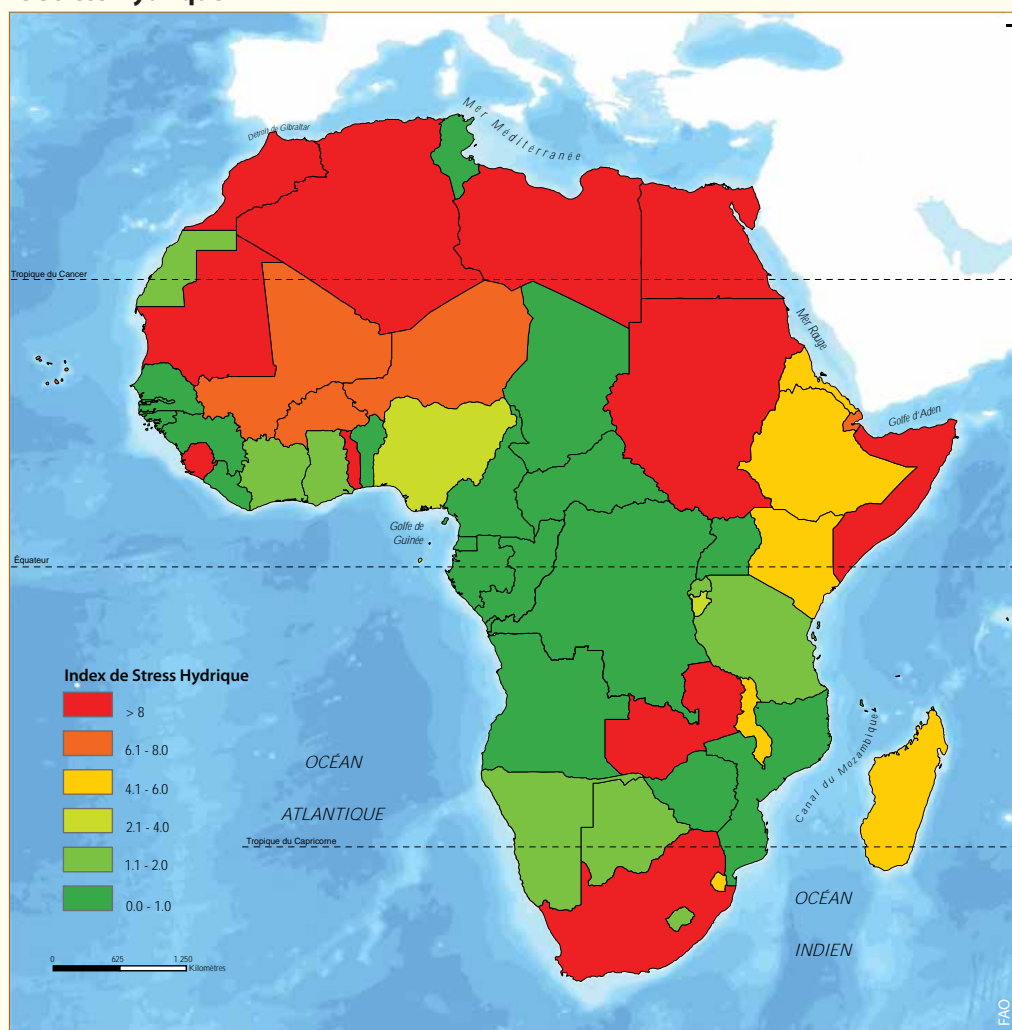 Détroit de Gibraltar
Mer Méditérranée
Tropique du Cancer
Mer Rouge
Golfe d'Aden
Golfe de
Guinée
Équateur
Index de Stress Hydrique
> 8
6.1 - 8.0
4.1 - 6.0
2.1 - 4.0
1.1 - 2.0
0.0 - 1.0
OCÉAN
ATLANTIQUE
Canal du Mozambique
Tropique du Capricorne
OCÉAN
INDIEN
0 625 1.250
Kilomètres
FAO